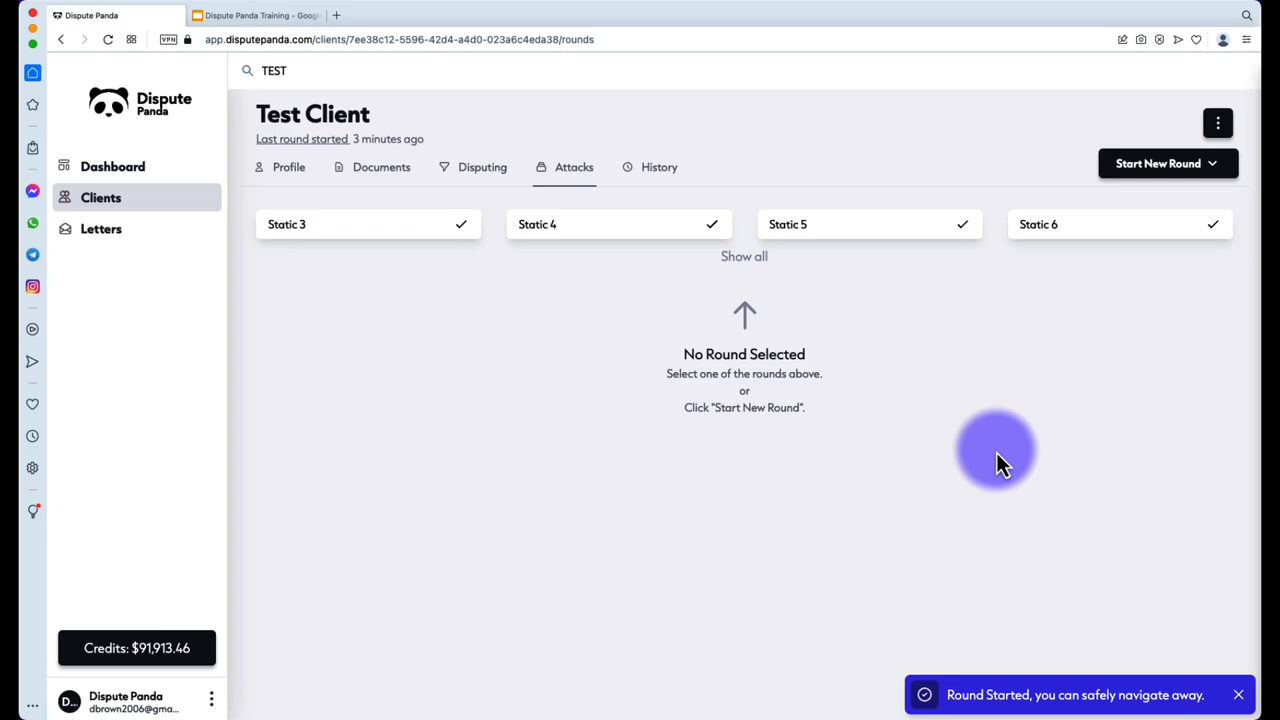 Dispute Panda
Dispute Panda Training - Googl
VPN
app.disputepanda.com/clients/7ee38c12-5596-42d4-a4d0-023a6c4eda38/rounds
Dispute
Panda
TEST
Test Client
Last round started 3 minutes ago
Profile
Documents
Disputing
Attacks
History
Start New Round
Dashboard
Clients
Letters
Static 3
Static 4
Static 5
Static 6
Show all
No Round Selected
Select one of the rounds above.
or
Click "Start New Round".
Credits: $91,913.46
D...
Dispute Panda
dbrown2006@gma...
Round Started, you can safely navigate away.